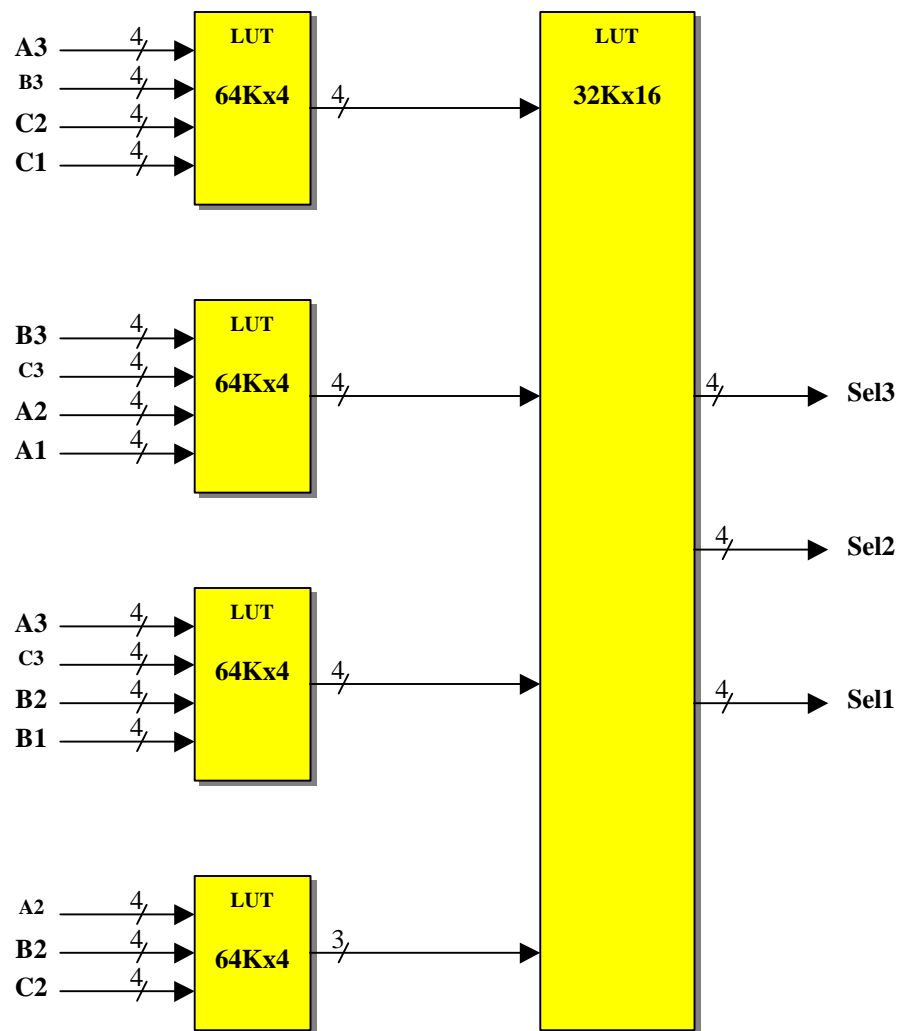 LUT
LUT
A3 4
B3 4
64Kx4
4
32Kx16
C2 4
C1 4
LUT
B3 4
C3 4
64Kx4
4
4
Sel3
A2 4
A1 4
4
Sel2
LUT
A3 4
C3 4
64Kx4
4
4
Sel1
B2 4
B1 4
LUT
A2 4
B2 4
64Kx4
3
C2 4